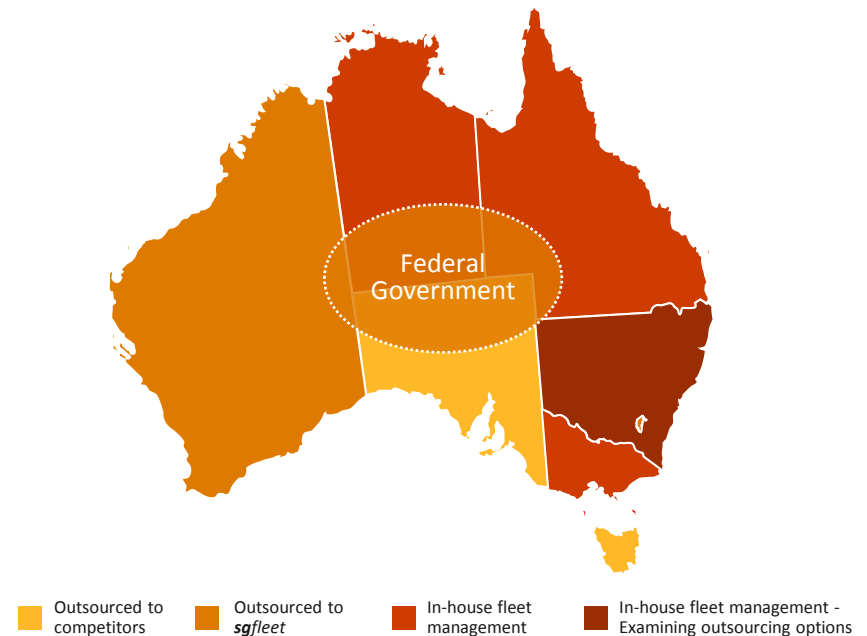 Federal
Government
Outsourced to
competitors
Outsourced to
sgfleet
In-house fleet
management
In-house fleet management -
Examining outsourcing options